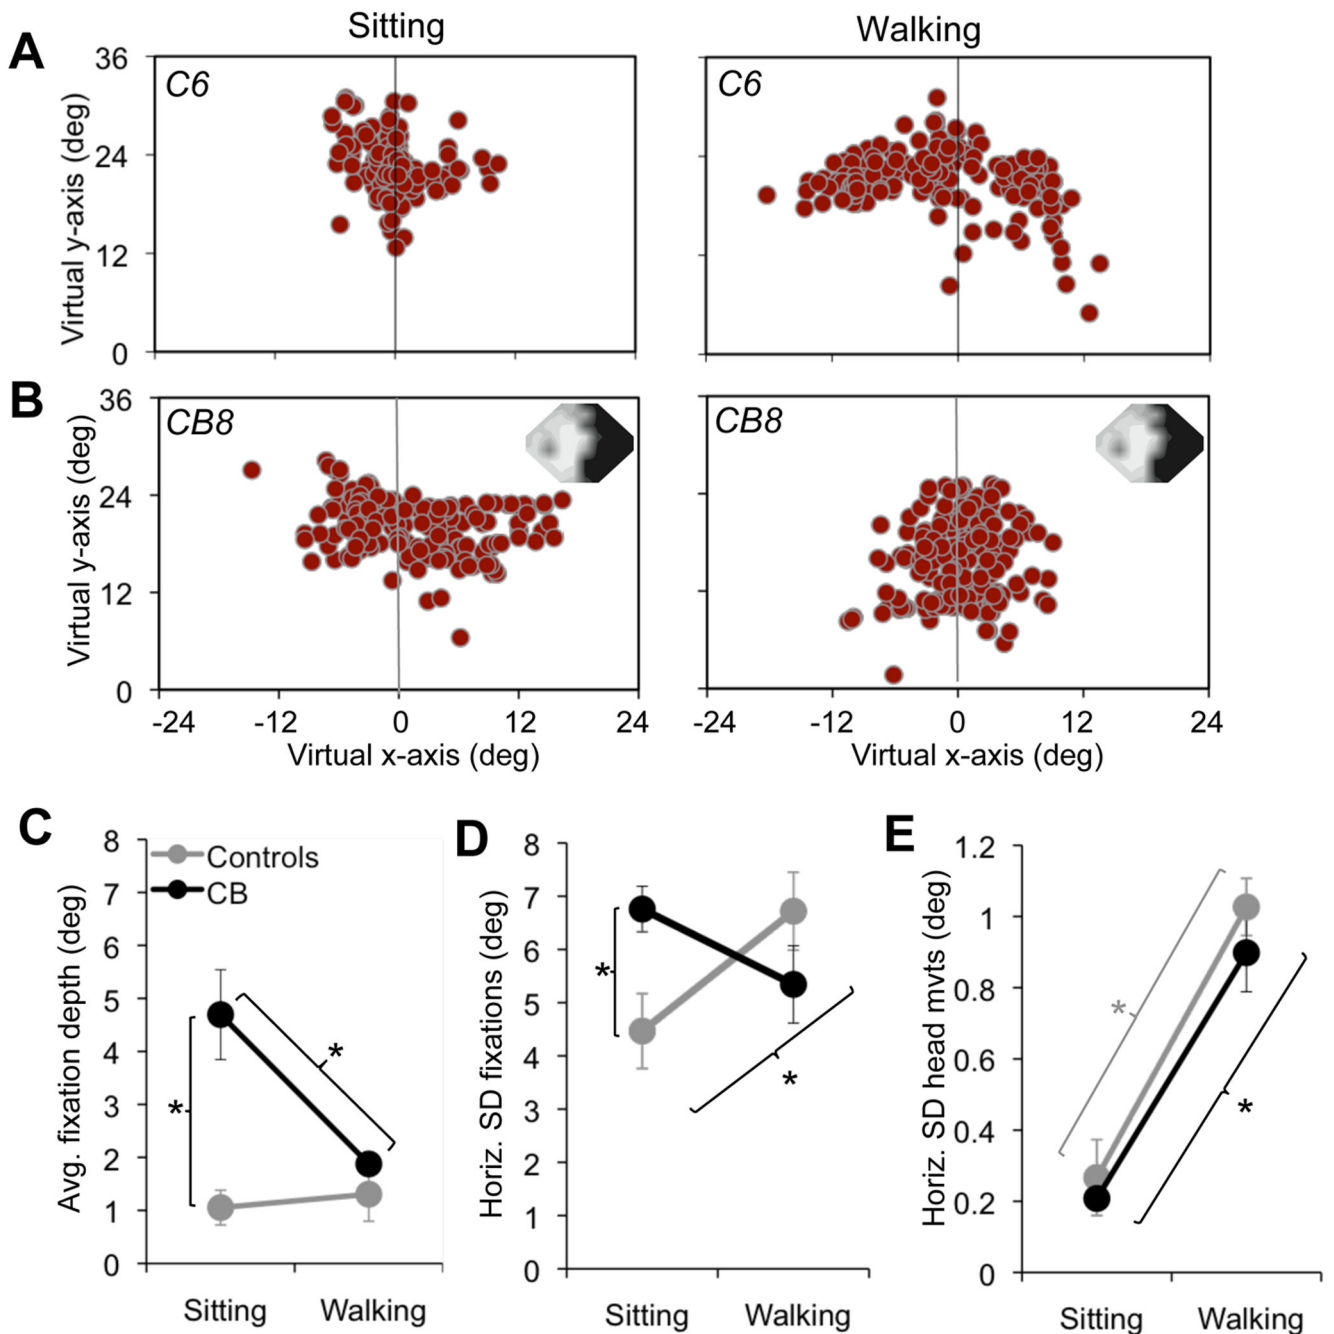 Sitting
Walking
A
36
24
12
0
Virtual y-axis (deg)
C6
C6
B
36
24
12
0
Virtual y-axis (deg)
CB8
CB8
-24 -12 0 12 24
Virtual x-axis (deg)
-24 -12 0 12 24
Virtual x-axis (deg)
C
8
7
6
5
4
3
2
1
0
Avg. fixation depth (deg)
Controls
CB
*
*
Sitting Walking
D
8
7
6
5
4
3
2
1
0
Horiz. SD fixations (deg)
*
*
Sitting Walking
E
1.2
1
0.8
0.6
0.4
0.2
0
Horiz. SD head mvts (deg)
*
*
Sitting Walking